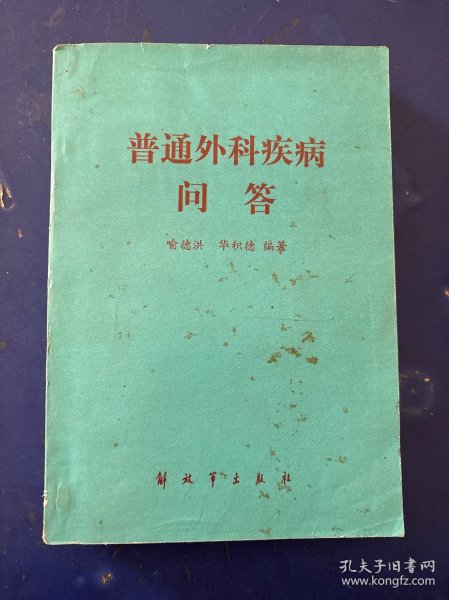 普通外科疾病
问答
喻德洪 华积德 编著
解放军出版社
孔夫子旧书网
www.kongfz.com